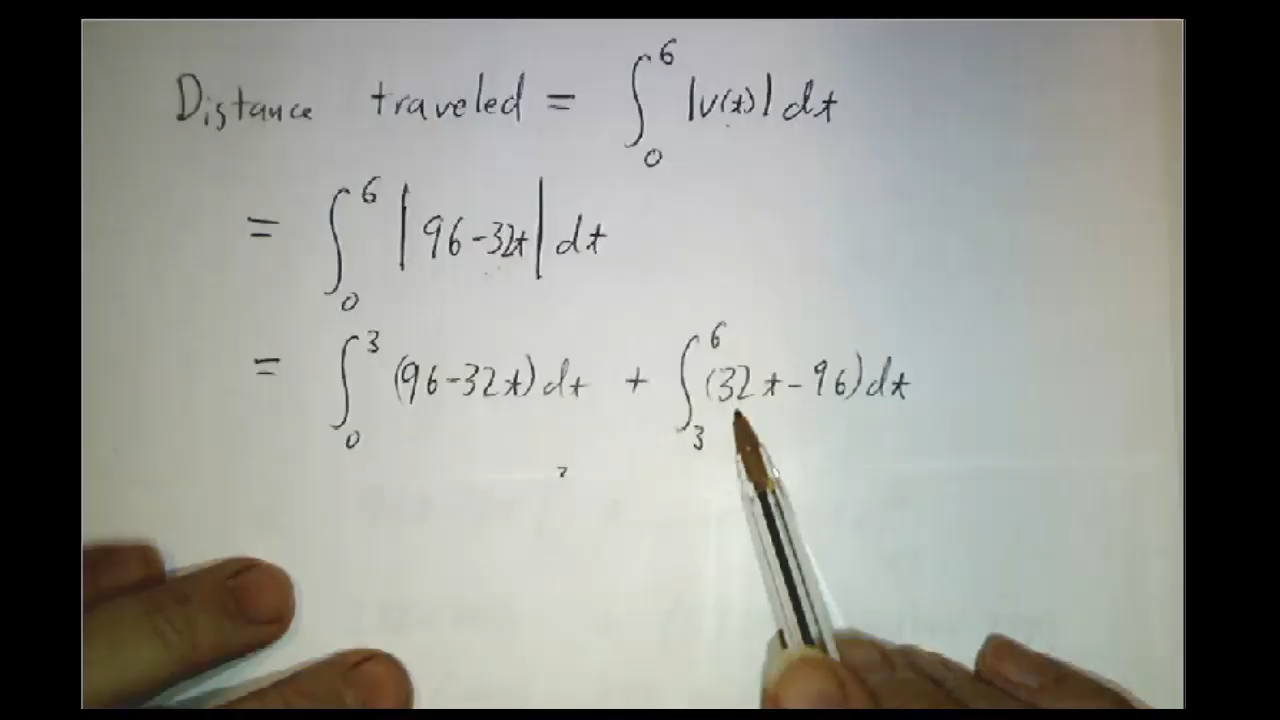 Distance traveled = ∫₀⁶ |v(t)| dt
= ∫₀⁶ |96-32t| dt
= ∫₀³ (96-32t) dt + ∫₃⁶ (32t-96) dt